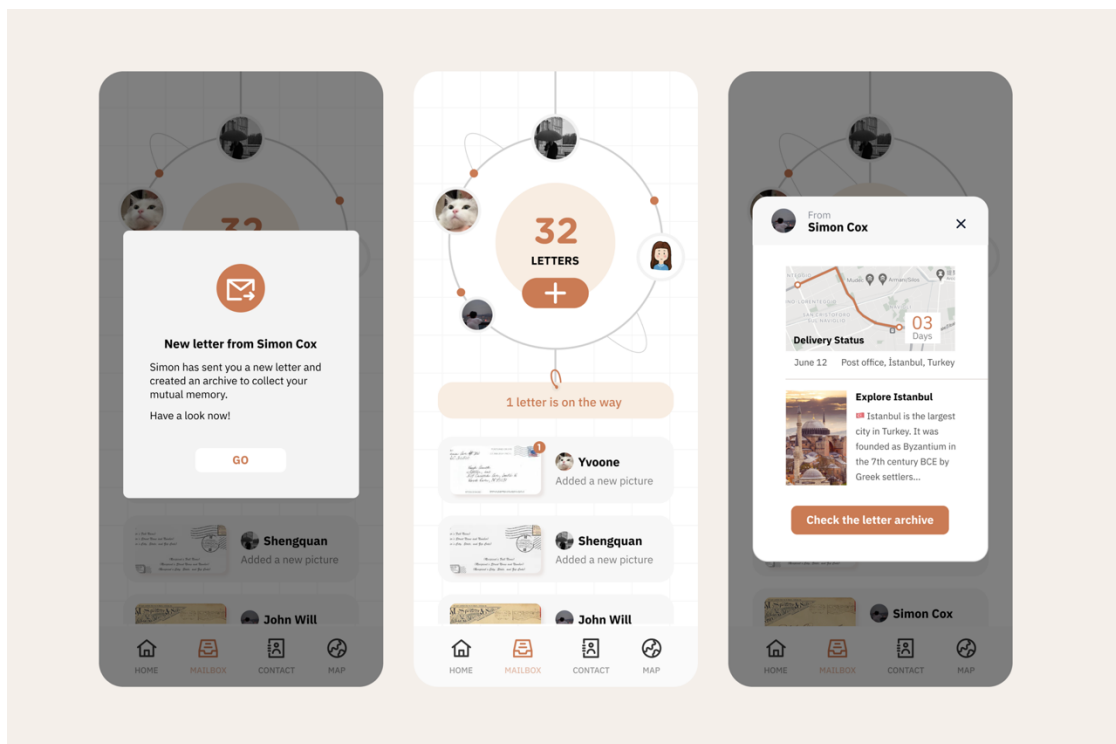 32
New letter from Simon Cox
Simon has sent you a new letter and
created an archive to collect your
mutual memory.
Have a look now!
GO
Shengquan
Added a new picture
John Will
HOME
MAILBOX
CONTACT
MAP
32
LETTERS
1 letter is on the way
1
Yvoone
Added a new picture
Shengquan
Added a new picture
John Will
HOME
MAILBOX
CONTACT
MAP
From
Simon Cox
Delivery Status
03
Days
June 12 Post office, İstanbul, Turkey
Explore Istanbul
Istanbul is the largest
city in Turkey. It was
founded as Byzantium in
the 7th century BCE by
Greek settlers...
Check the letter archive
Simon Cox
HOME
MAILBOX
CONTACT
MAP